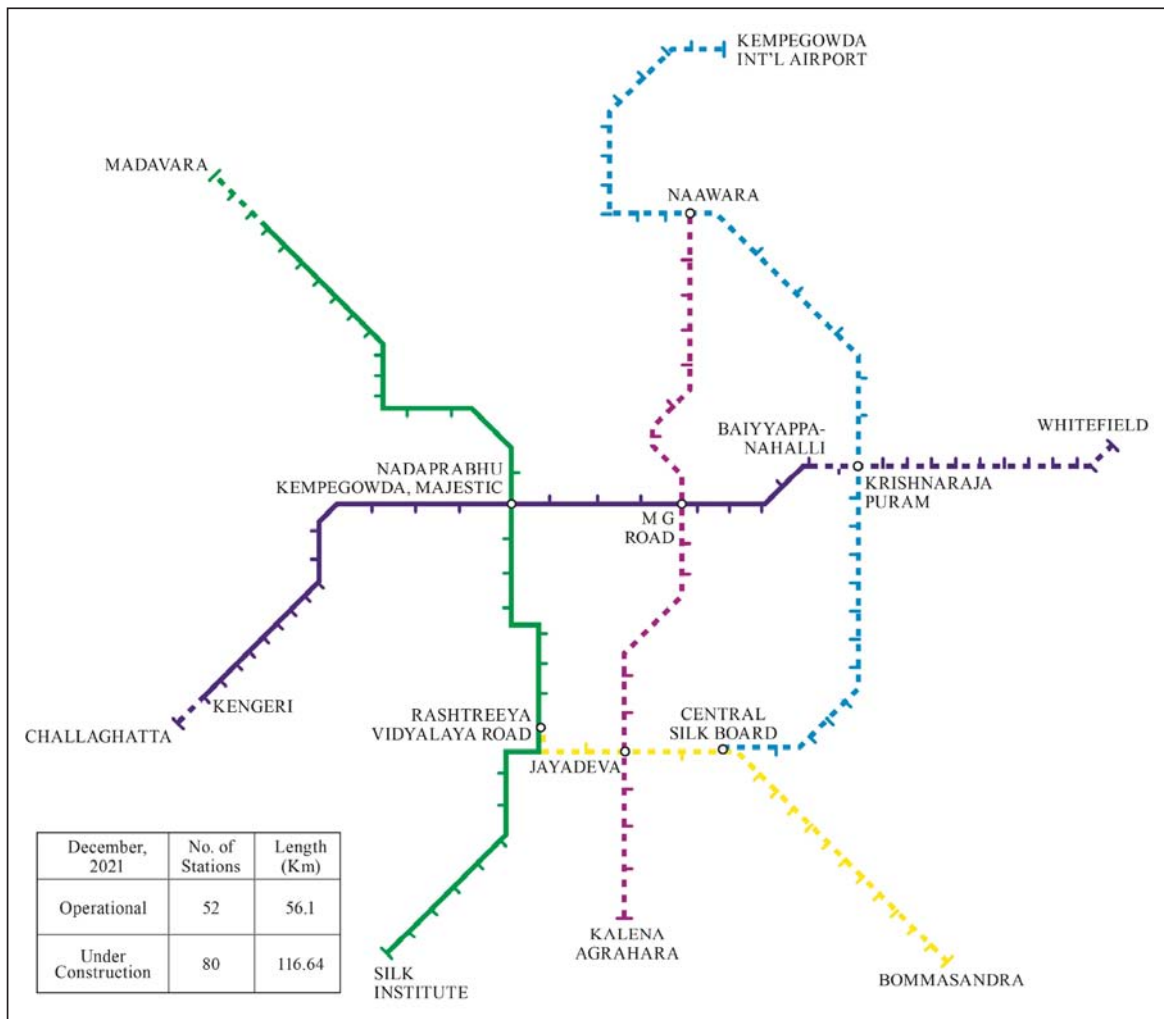 KEMPEGOWDA
INT'L AIRPORT
MADAVARA
NAAWARA
BAIYYAPPA-
NAHALLI
WHITEFIELD
NADAPRABHU
KEMPEGOWDA, MAJESTIC
KRISHNARAJA
PURAM
M G
ROAD
KENGERI
CHALLAGHATTA
RASHTREEYA
VIDYALAYA ROAD
CENTRAL
SILK BOARD
JAYADEVA
December,
2021
No. of
Stations
Length
(Km)
Operational
52
56.1
Under
Construction
80
116.64
SILK
INSTITUTE
KALENA
AGRAHARA
BOMMASANDRA